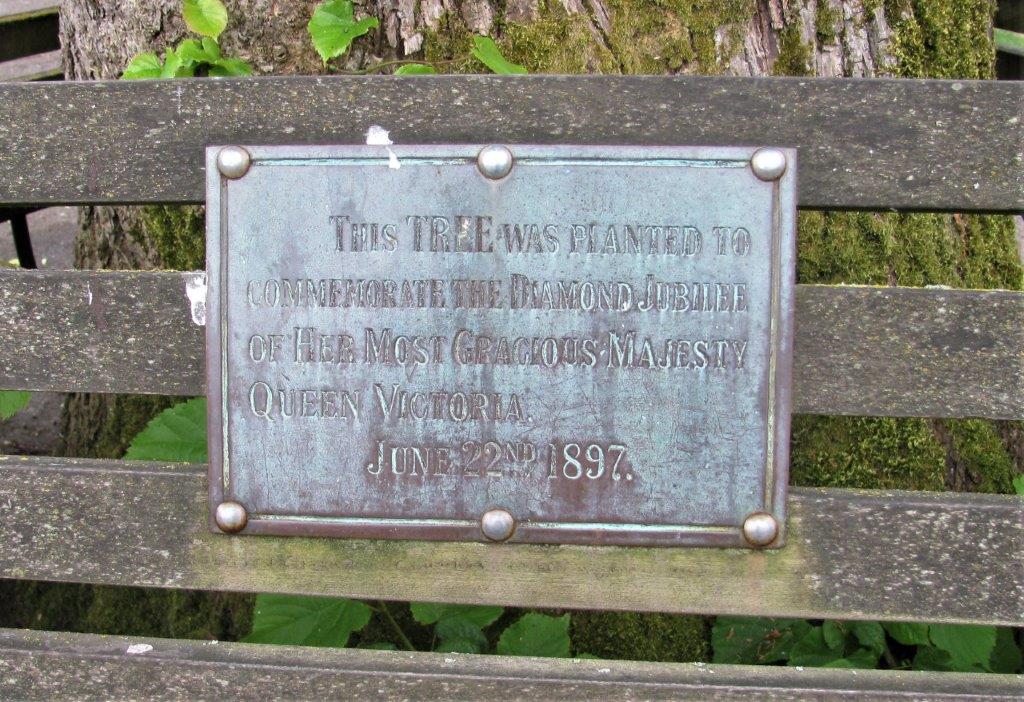 THIS TREE WAS PLANTED TO
COMMEMORATE THE DIAMOND JUBILEE
OF HER MOST GRACIOUS MAJESTY
QUEEN VICTORIA.
JUNE 22ND 1897.